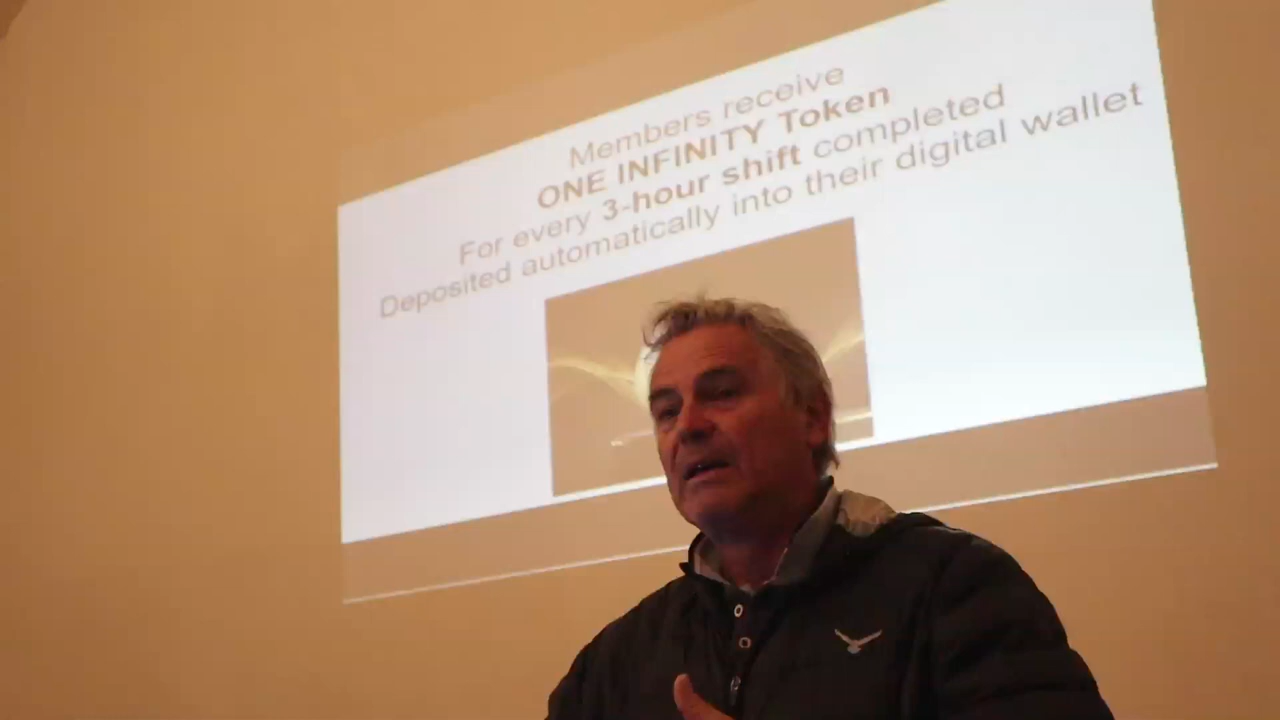 Members receive
ONE INFINITY Token
For every 3-hour shift completed
Deposited automatically into their digital wallet